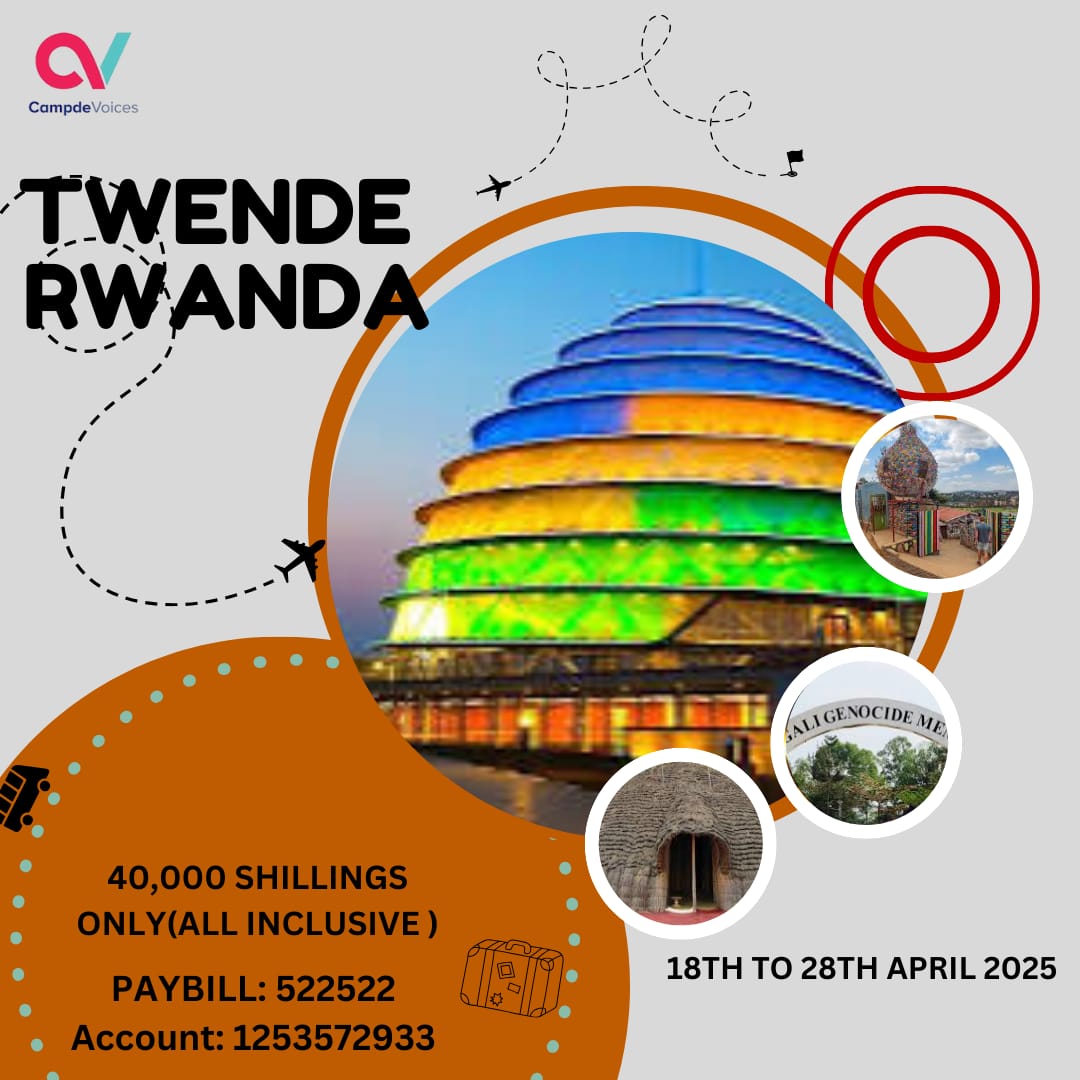 CampdeVoices
TWENDE
RWANDA
GALI GENOCIDE MEM
40,000 SHILLINGS
ONLY(ALL INCLUSIVE )
PAYBILL: 522522
Account: 1253572933
18TH TO 28TH APRIL 2025